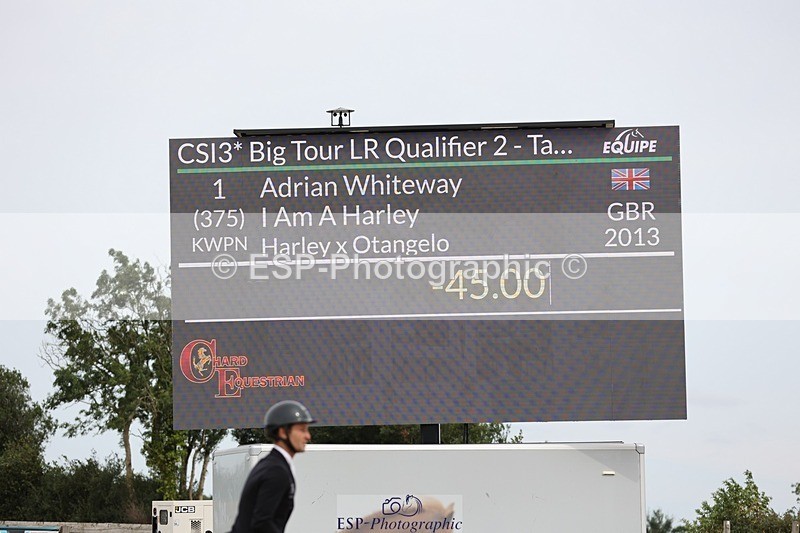 CSI3* Big Tour LR Qualifier 2 - Ta...
EQUIPE
1 Adrian Whiteway
(375) I Am A Harley GBR
KWPN Harley x Otangelo 2013
© ESP-Photographic ©
-45.00
CHARD
EQUESTRIAN
JCB
ESP-Photographic